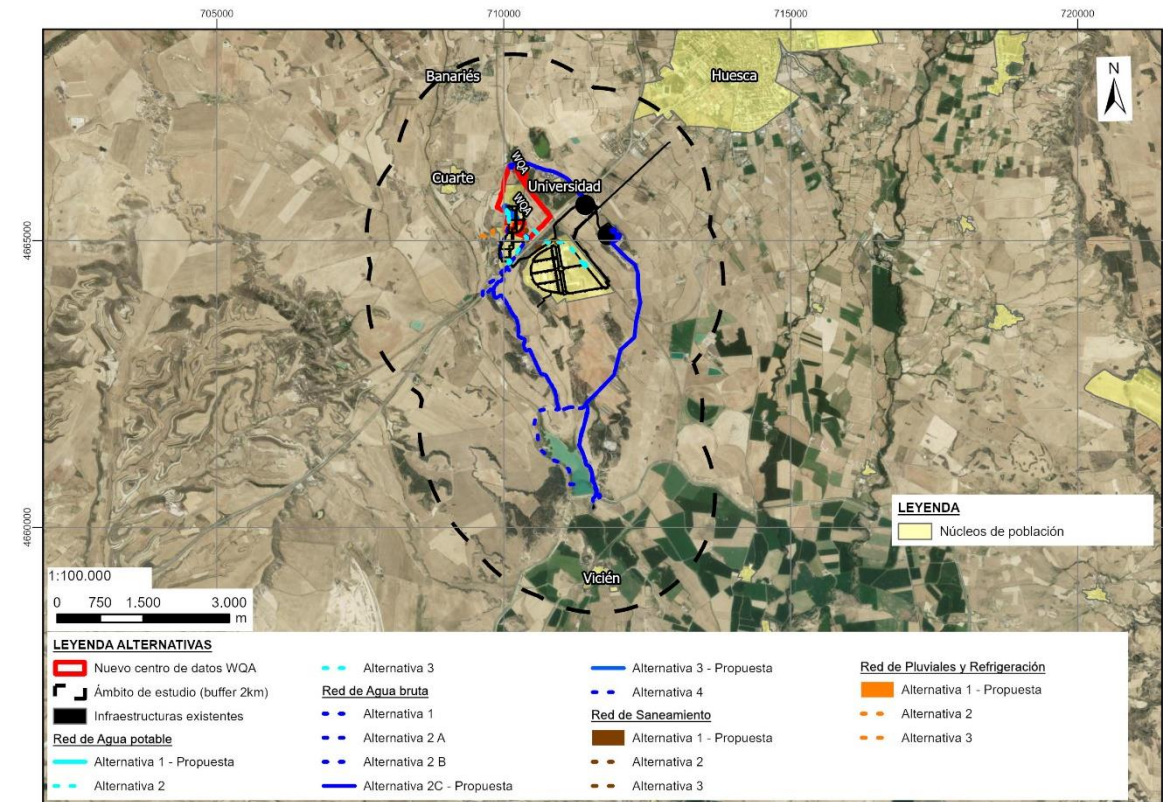 705000
710000
715000
720000
Banariés
Huesca
N
WQA
Cuarte
Universidad
WQA
4665000
4660000
LEYENDA
Núcleos de población
Vicién
1:100.000
0 750 1.500 3.000
m
LEYENDA ALTERNATIVAS
Nuevo centro de datos WQA
Ámbito de estudio (buffer 2km)
Infraestructuras existentes
Red de Agua potable
Alternativa 1 - Propuesta
Alternativa 2
Alternativa 3
Red de Agua bruta
Alternativa 1
Alternativa 2 A
Alternativa 2 B
Alternativa 2C - Propuesta
Alternativa 3 - Propuesta
Alternativa 4
Red de Saneamiento
Alternativa 1 - Propuesta
Alternativa 2
Alternativa 3
Red de Pluviales y Refrigeración
Alternativa 1 - Propuesta
Alternativa 2
Alternativa 3